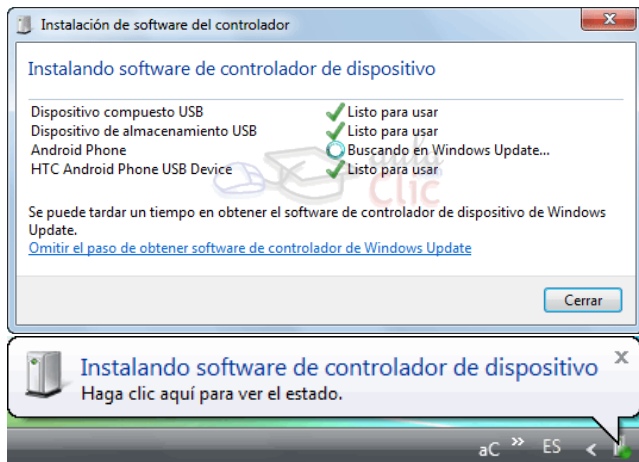 Instalación de software del controlador
Instalando software de controlador de dispositivo
Dispositivo compuesto USB Listo para usar
Dispositivo de almacenamiento USB Listo para usar
Android Phone Buscando en Windows Update...
HTC Android Phone USB Device Listo para usar
aulaClic
Se puede tardar un tiempo en obtener el software de controlador de dispositivo de Windows
Update.
Omitir el paso de obtener software de controlador de Windows Update
Cerrar
Instalando software de controlador de dispositivo
Haga clic aquí para ver el estado.
aC » ES <